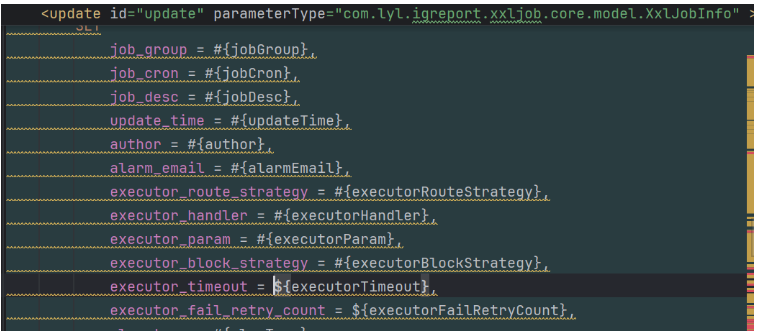 <update id="update" parameterType="com.lyl.igreport.xxljob.core.model.XxlJobInfo" >
SET
job_group = #{jobGroup},
job_cron = #{jobCron},
job_desc = #{jobDesc},
update_time = #{updateTime},
author = #{author},
alarm_email = #{alarmEmail},
executor_route_strategy = #{executorRouteStrategy},
executor_handler = #{executorHandler},
executor_param = #{executorParam},
executor_block_strategy = #{executorBlockStrategy},
executor_timeout = ${executorTimeout},
executor_fail_retry_count = ${executorFailRetryCount},